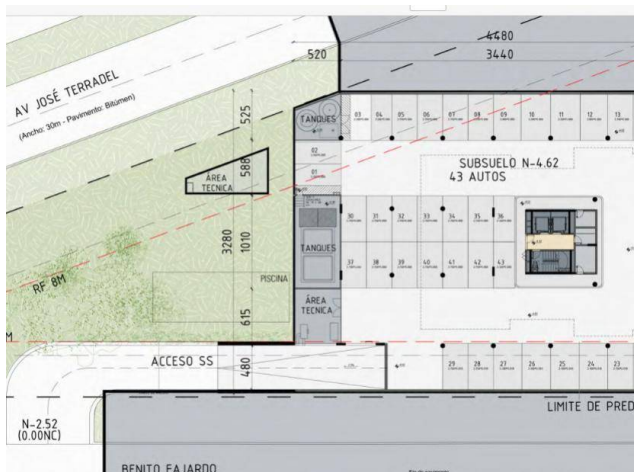 4480
520
3440
AV JOSÉ TERRADEL
(Ancho: 30m - Pavimento: Bitúmen)
525
TANQUES
03
04
05
06
07
08
09
10
11
12
13
588
02
SUBSUELO N-4.62
43 AUTOS
01
ÁREA
TECNICA
3280
1010
30
31
32
33
34
35
36
TANQUES
37
38
39
40
41
42
43
PISCINA
RF 8M
ÁREA
TECNICA
615
M
ACCESO SS
480
29
28
27
26
25
24
23
N-2.52
(0.00NC)
LIMITE DE PRED
BENITO FAJARDO